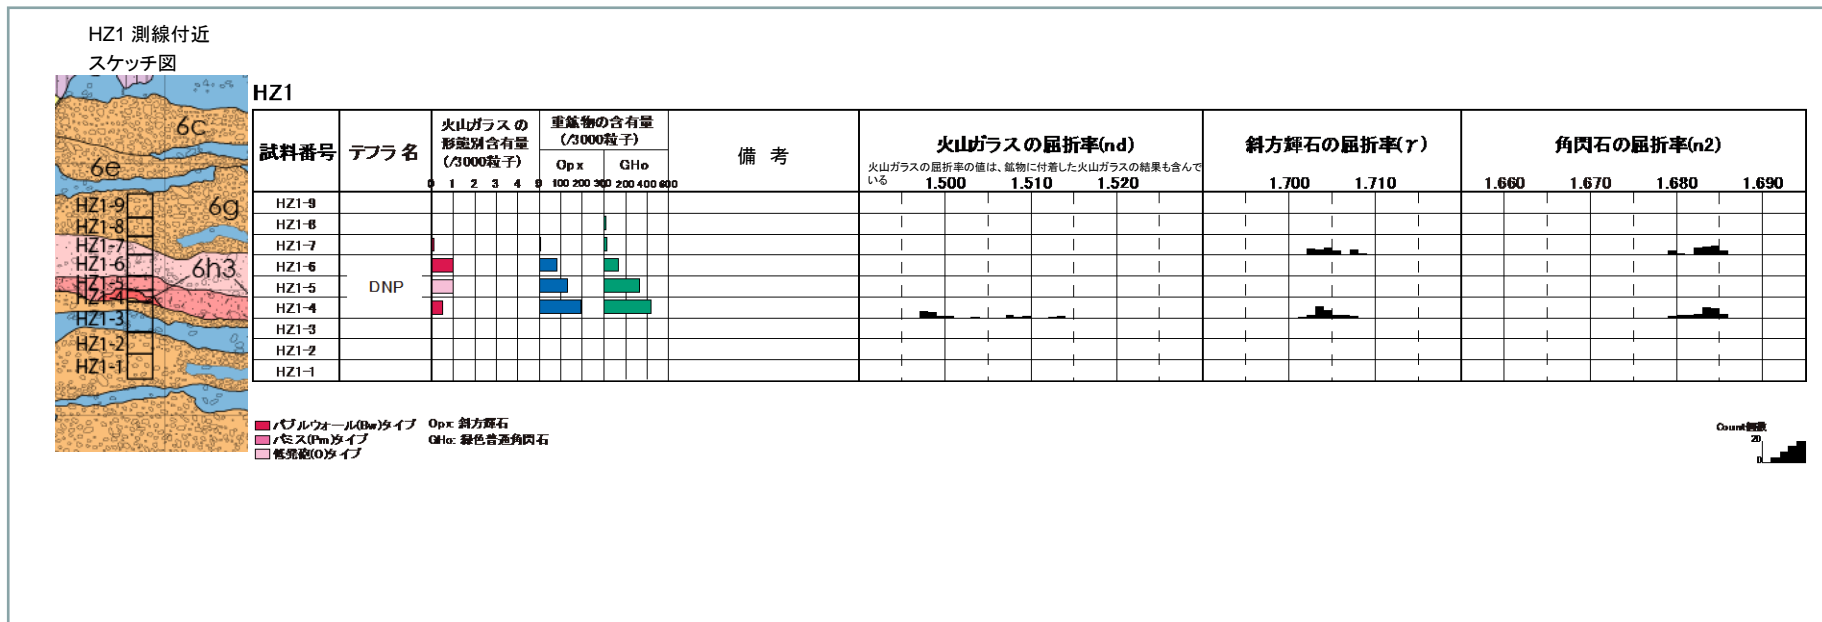 HZ1 測線付近
スケッチ図
6c
6e
6g
6h3
HZ1-9
HZ1-8
HZ1-7
HZ1-6
HZ1-5
HZ1-4
HZ1-3
HZ1-2
HZ1-1
HZ1
試料番号
テフラ名
火山ガラスの
形態別含有量
(/3000粒子)
0 1 2 3 4
重鉱物の含有量
(/3000粒子)
Opx GHo
0 100 200 300 200 400 600
備 考
火山ガラスの屈折率(nd)
火山ガラスの屈折率の値は、鉱物に付着した火山ガラスの結果も含んで
いる
1.500 1.510 1.520
斜方輝石の屈折率(γ)
1.700 1.710
角閃石の屈折率(n2)
1.660 1.670 1.680 1.690
HZ1-9
HZ1-8
HZ1-7
HZ1-6
HZ1-5 DNP
HZ1-4
HZ1-3
HZ1-2
HZ1-1
バブルウォール(Bw)タイプ Opx: 斜方輝石
パミス(Pm)タイプ GHo: 緑色普通角閃石
低発泡(O)タイプ
Count個数
20
0